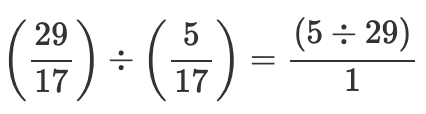 (29/17) ÷ (5/17) = (5 ÷ 29)/1